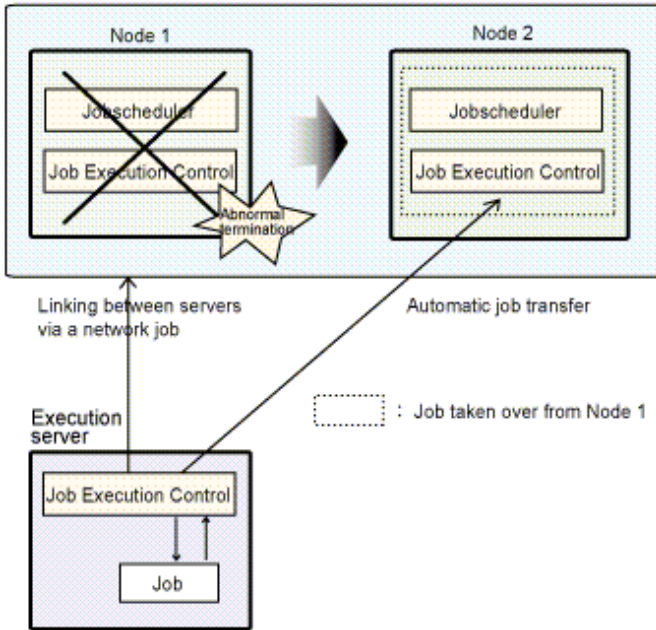 Node 1
Node 2
Jobscheduler
Job Execution Control
Abnormal
termination
Jobscheduler
Job Execution Control
Linking between servers
via a network job
Automatic job transfer
: Job taken over from Node 1
Execution
server
Job Execution Control
Job